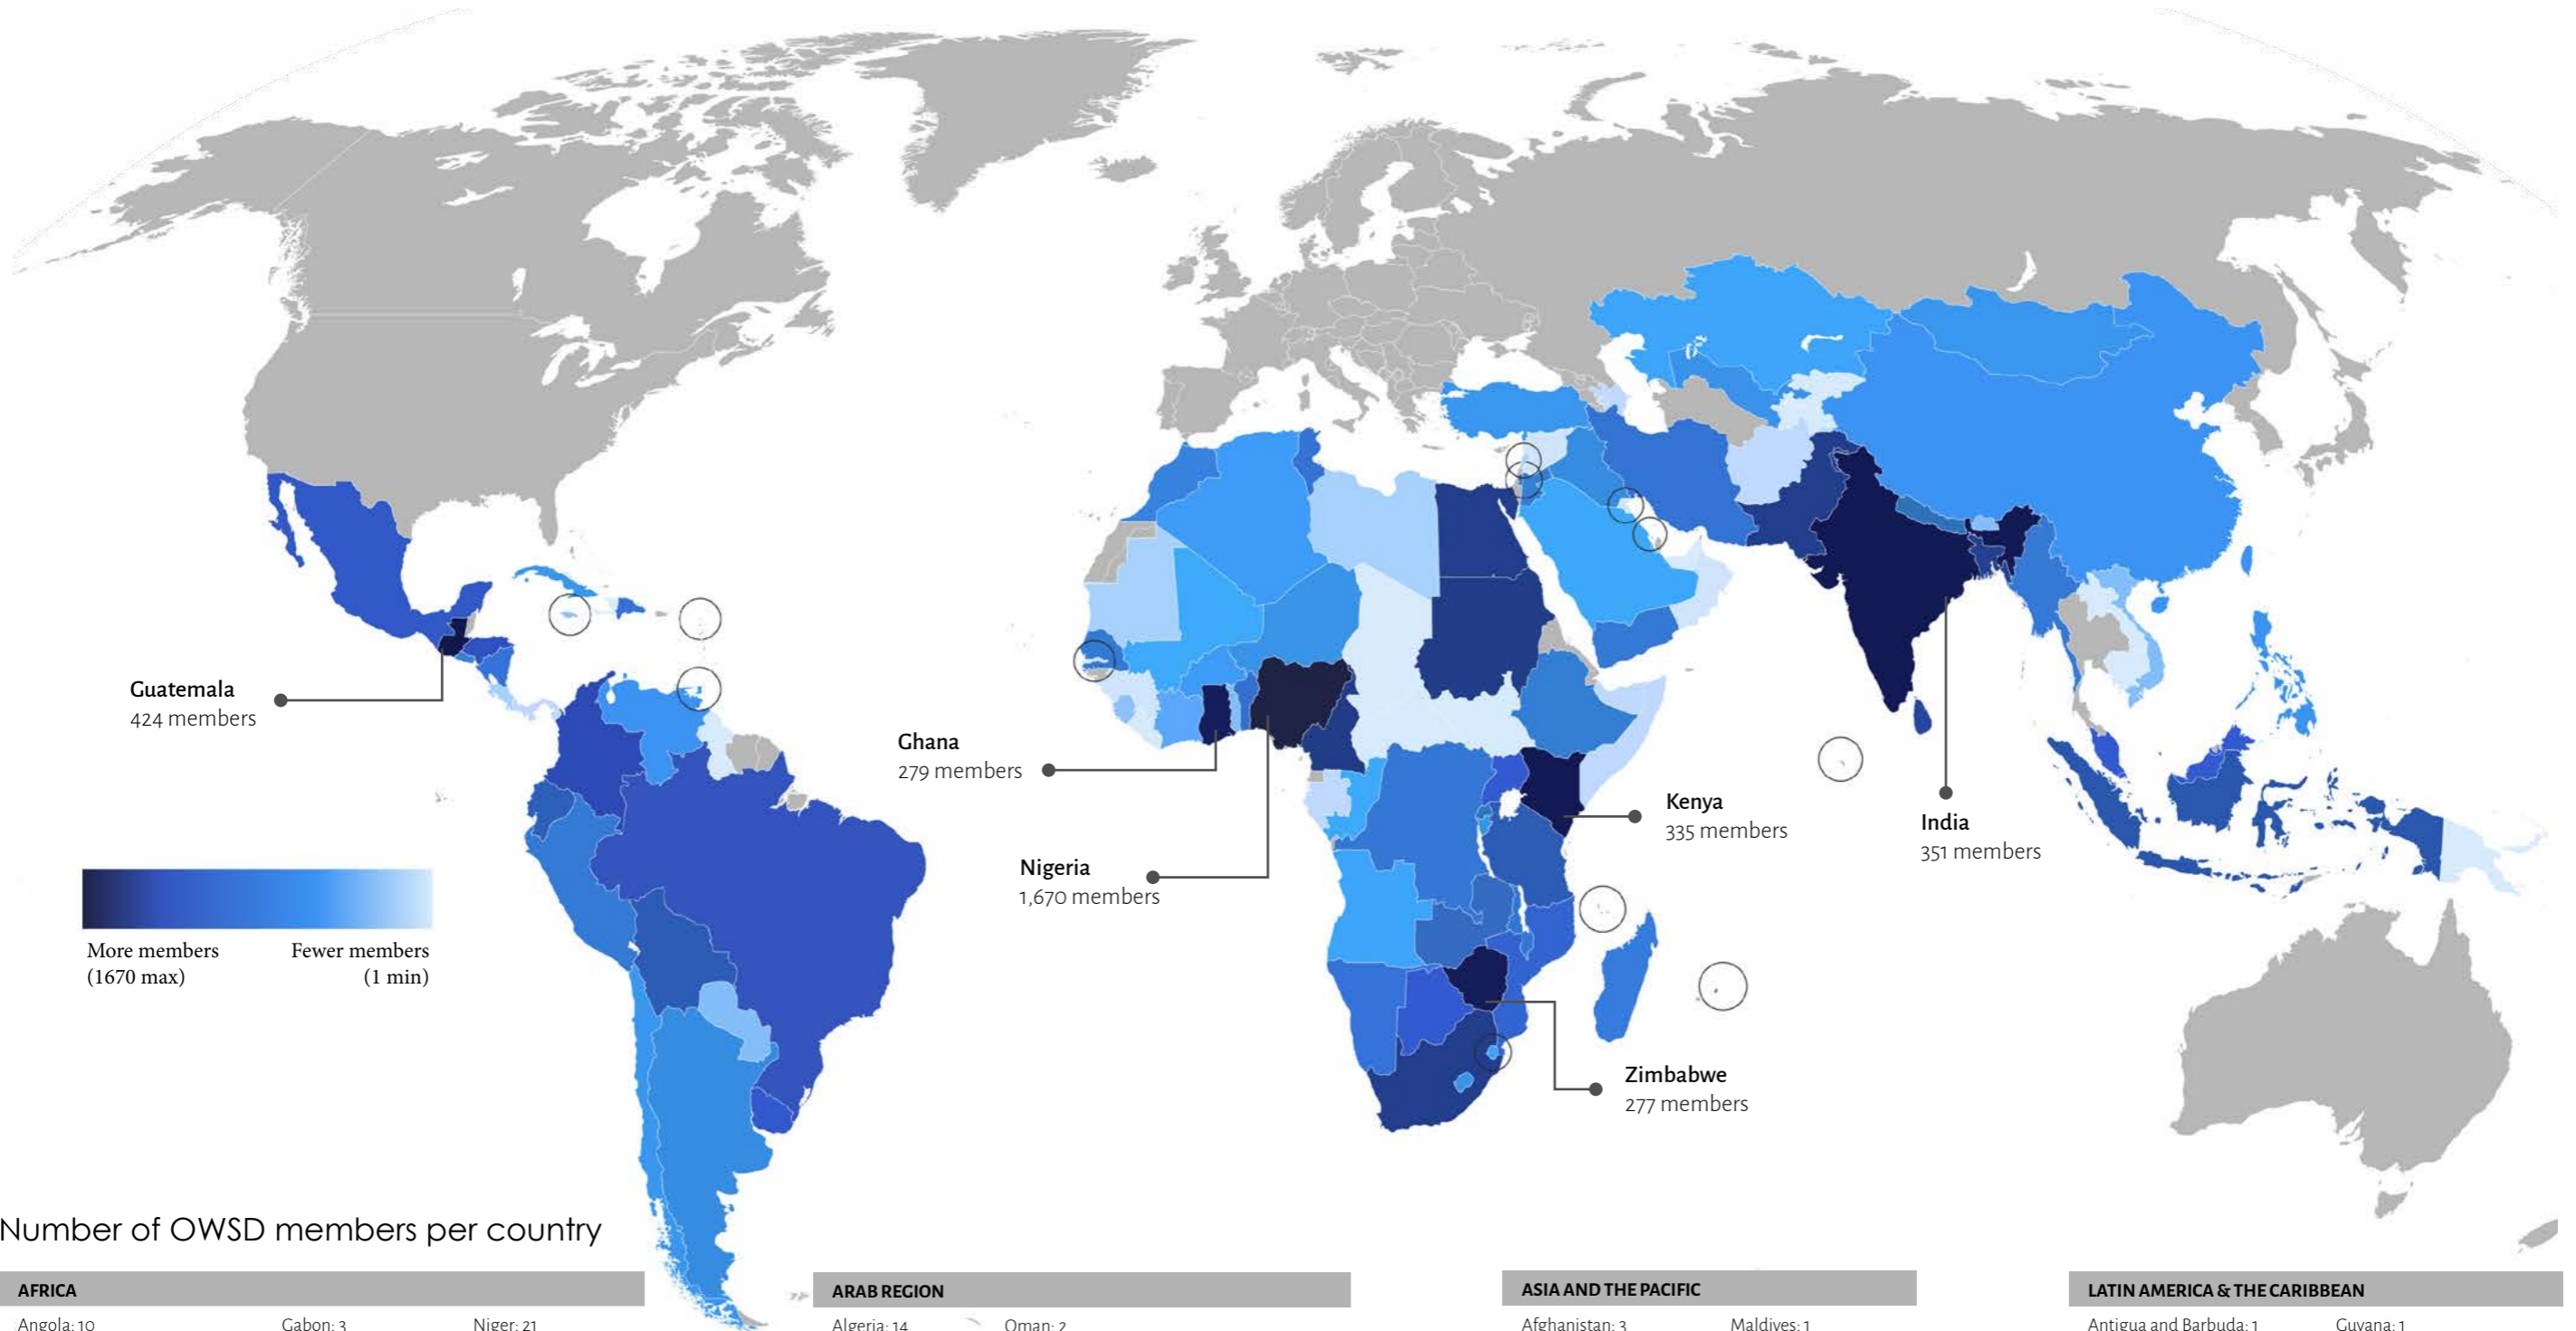 Guatemala
424 members
Ghana
279 members
Nigeria
1,670 members
Kenya
335 members
India
351 members
Zimbabwe
277 members
More members
(1670 max)
Fewer members
(1 min)
Number of OWSD members per country
AFRICA
Angola: 10
Gabon: 3
Niger: 21
ARAB REGION
Algeria: 14
Oman: 2
ASIA AND THE PACIFIC
Afghanistan: 3
Maldives: 1
LATIN AMERICA & THE CARIBBEAN
Antigua and Barbuda: 1
Guyana: 1